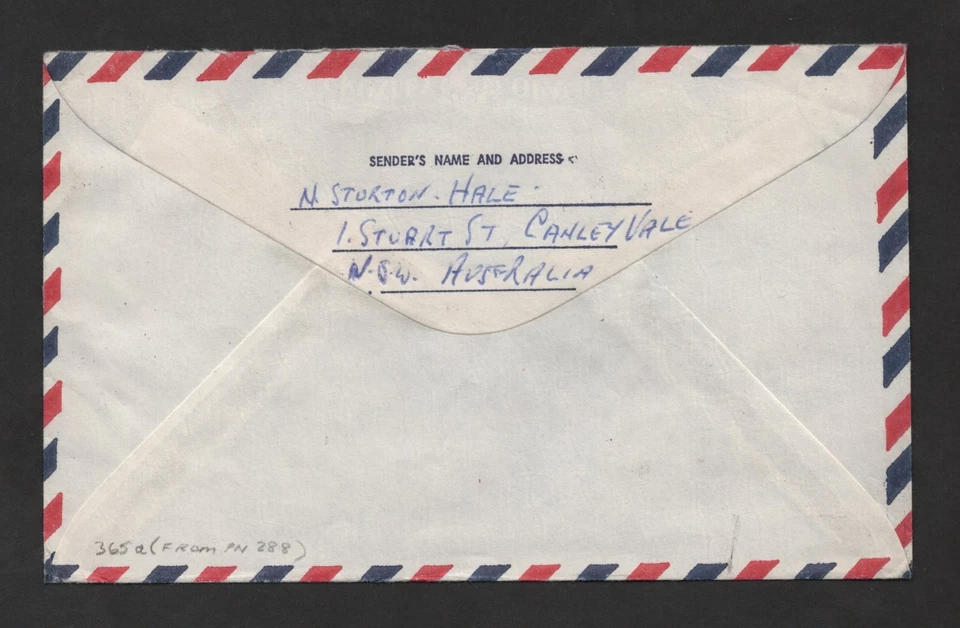 SENDER'S NAME AND ADDRESS
N. STORTON-HALE.
1. STUART ST, CANLEY VALE
N.S.W. AUSTRALIA
365a (FROM PN 288)